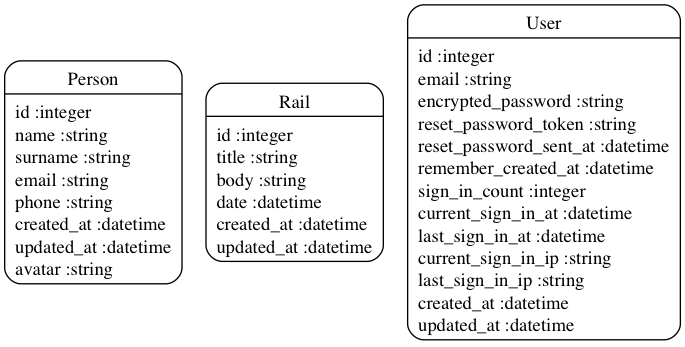 Person
id :integer
name :string
surname :string
email :string
phone :string
created_at :datetime
updated_at :datetime
avatar :string
Rail
id :integer
title :string
body :string
date :datetime
created_at :datetime
updated_at :datetime
User
id :integer
email :string
encrypted_password :string
reset_password_token :string
reset_password_sent_at :datetime
remember_created_at :datetime
sign_in_count :integer
current_sign_in_at :datetime
last_sign_in_at :datetime
current_sign_in_ip :string
last_sign_in_ip :string
created_at :datetime
updated_at :datetime